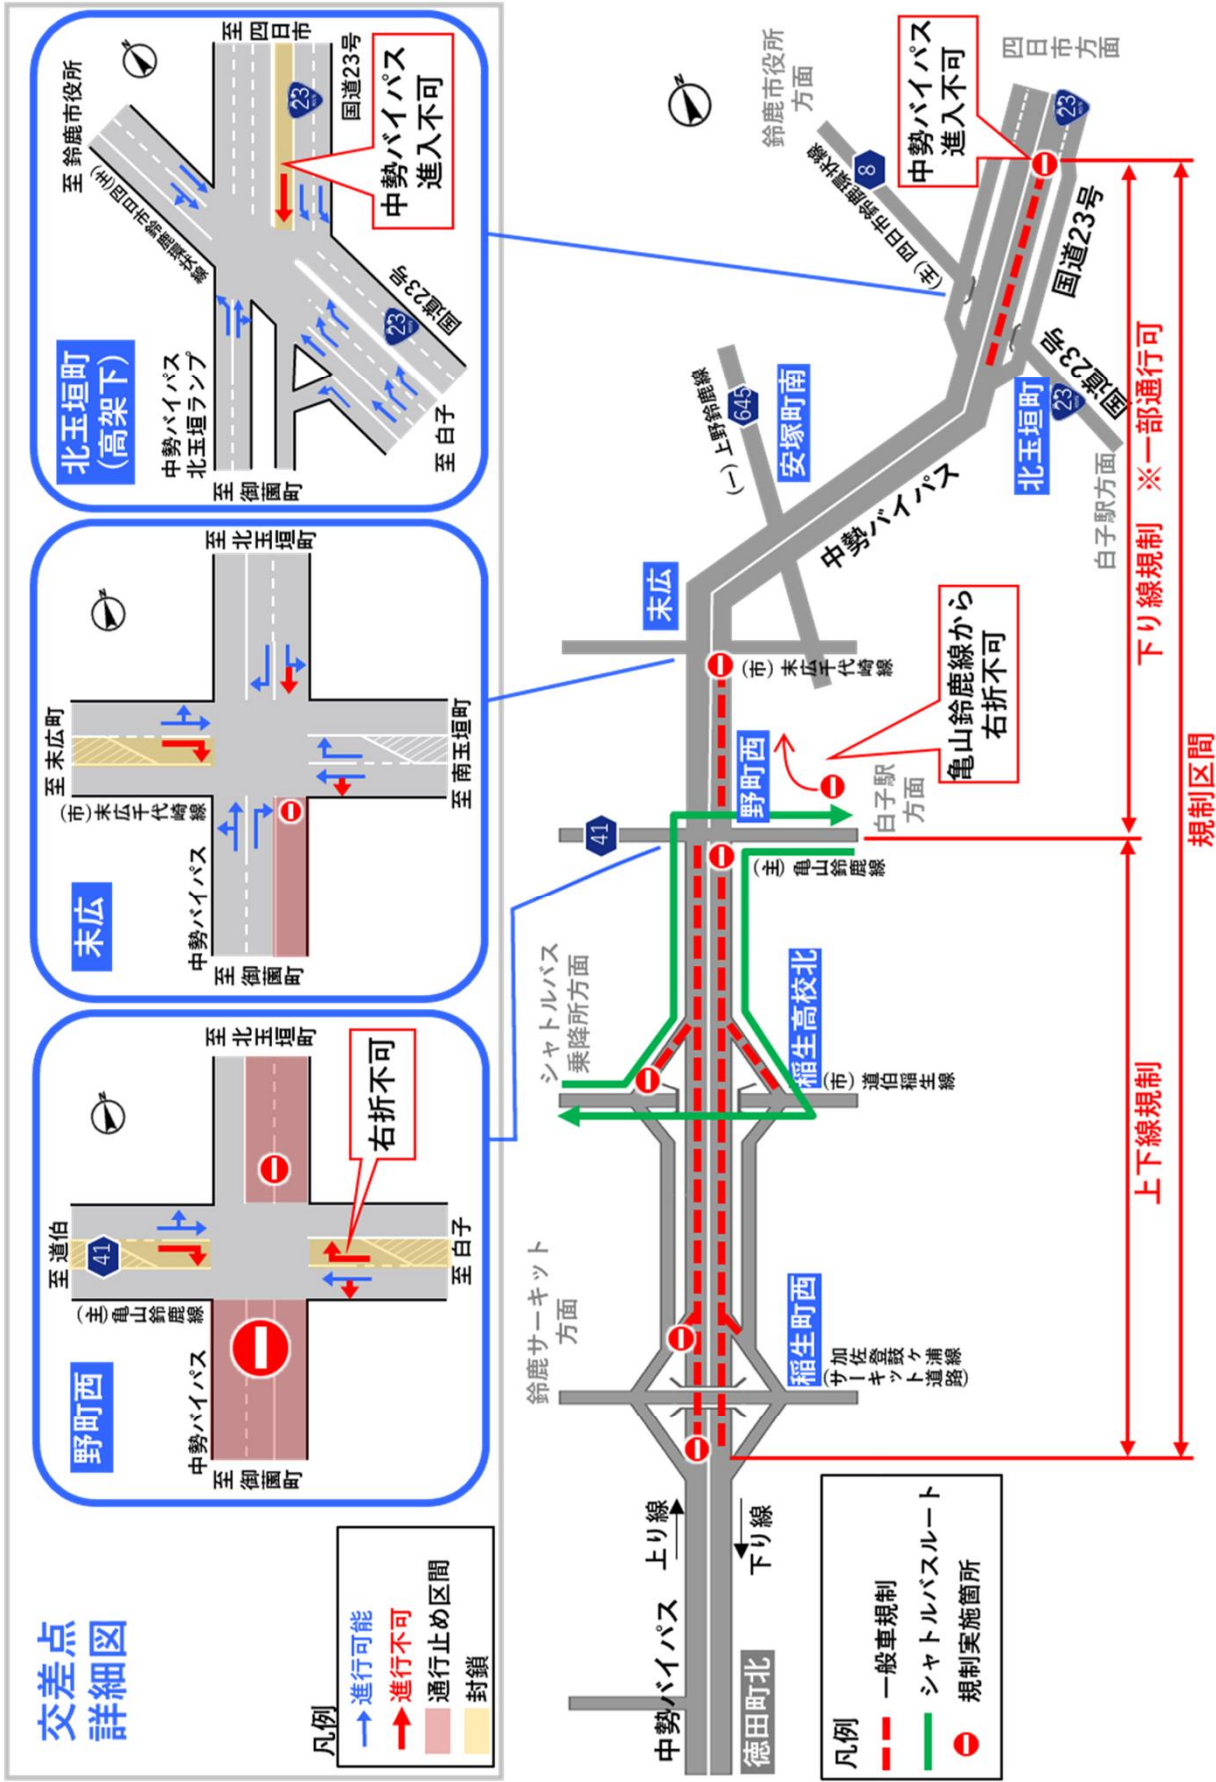 交差点
詳細図
凡例
進行可能
進行不可
通行止め区間
封鎖
野町西
至 道伯
41
(主)亀山鈴鹿線
中勢バイパス
至 御薗町
至 北玉垣町
至 白子
右折不可
N
末広
至 末広町
(市)末広千代崎線
中勢バイパス
至 御薗町
至 北玉垣町
至 南玉垣町
N
北玉垣町
(高架下)
至 鈴鹿市役所
(主)四日市鈴鹿環状線
中勢バイパス
北玉垣ランプ
至 御薗町
至 四日市
国道23号
23
中勢バイパス
進入不可
国道23号
23
至 白子
N
中勢バイパス
徳田町北
上り線
下り線
鈴鹿サーキット
方面
稲生町西
加佐登鼓ヶ浦線
(サーキット道路)
シャトルバス
乗降所方面
稲生高校北
(市)道伯稲生線
41
野町西
(主)亀山鈴鹿線
白子駅
方面
亀山鈴鹿線から
右折不可
末広
(市)末広千代崎線
中勢バイパス
(一)上野鈴鹿線
645
安塚町南
北玉垣町
白子駅方面
23
国道23号
国道23号
(主)四日市鈴鹿環状線
8
鈴鹿市役所
方面
N
中勢バイパス
進入不可
四日市
方面
23
上下線規制
下り線規制 ※一部通行可
規制区間
凡例
一般車規制
シャトルバスルート
規制実施箇所